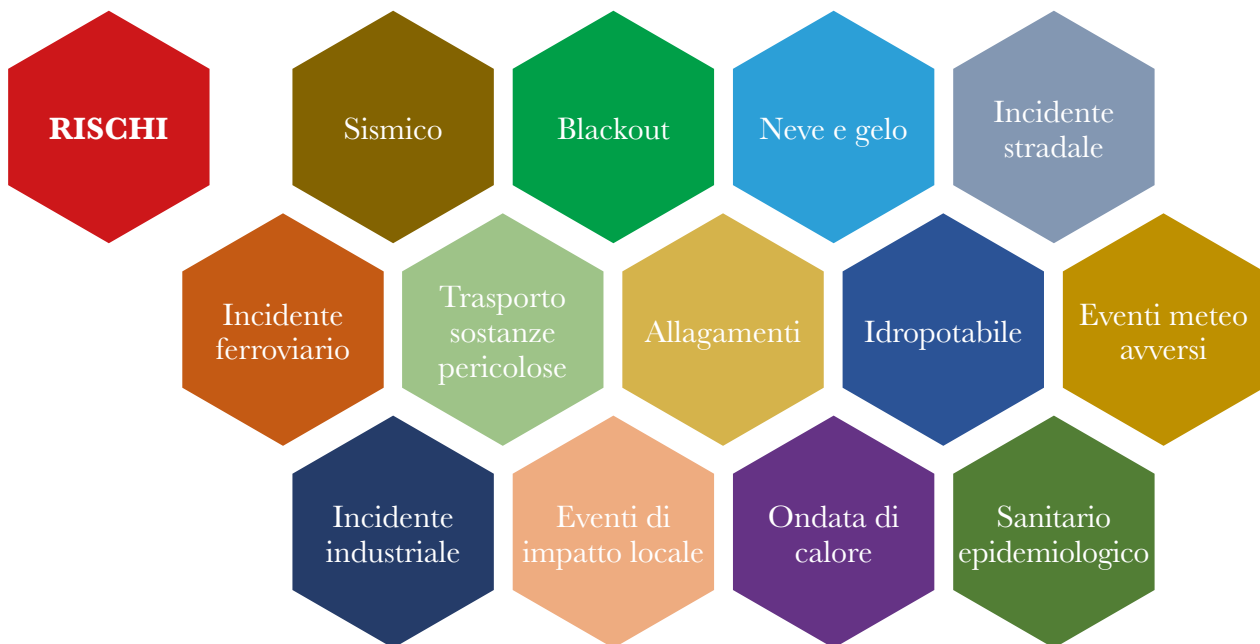 RISCHI
Sismico
Blackout
Neve e gelo
Incidente
stradale
Incidente
ferroviario
Trasporto
sostanze
pericolose
Allagamenti
Idropotabile
Eventi meteo
avversi
Incidente
industriale
Eventi di
impatto locale
Ondata di
calore
Sanitario
epidemiologico